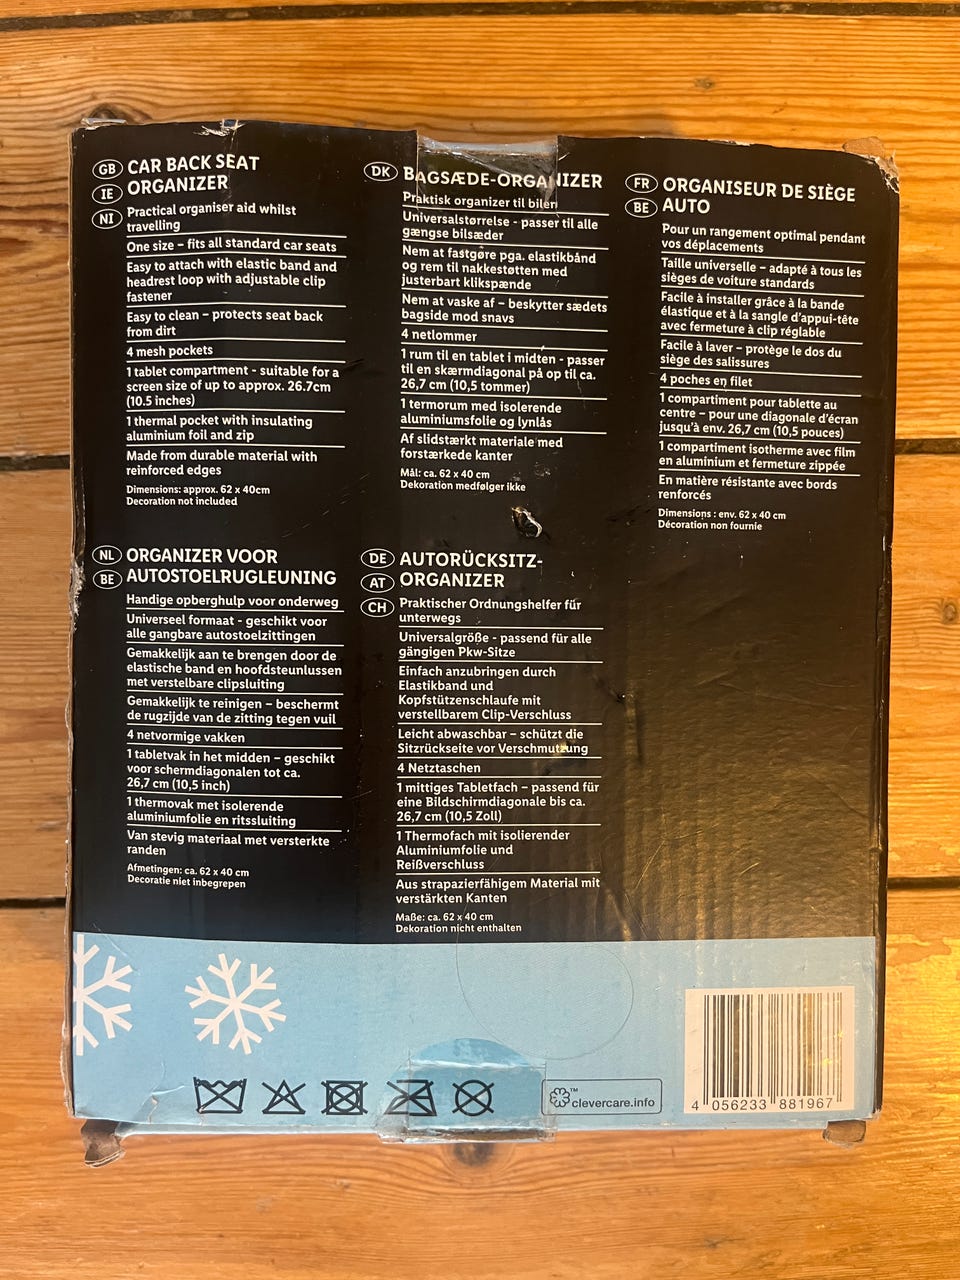 GB
IE
NI
CAR BACK SEAT
ORGANIZER
Practical organiser aid whilst
travelling
One size – fits all standard car seats
Easy to attach with elastic band and
headrest loop with adjustable clip
fastener
Easy to clean – protects seat back
from dirt
4 mesh pockets
1 tablet compartment - suitable for a
screen size of up to approx. 26.7cm
(10.5 inches)
1 thermal pocket with insulating
aluminium foil and zip
Made from durable material with
reinforced edges
Dimensions: approx. 62 x 40cm
Decoration not included
DK
BAGSÆDE-ORGANIZER
Praktisk organizer til bilen
Universalstørrelse - passer til alle
gængse bilsæder
Nem at fastgøre pga. elastikbånd
og rem til nakkestøtten med
justerbart klikspænde
Nem at vaske af – beskytter sædets
bagside mod snavs
4 netlommer
1 rum til en tablet i midten - passer
til en skærmdiagonal på op til ca.
26,7 cm (10,5 tommer)
1 termorum med isolerende
aluminiumsfolie og lynlås
Af slidstærkt materiale med
forstærkede kanter
Mål: ca. 62 x 40 cm
Dekoration medfølger ikke
FR
BE
ORGANISEUR DE SIÈGE
AUTO
Pour un rangement optimal pendant
vos déplacements
Taille universelle – adapté à tous les
sièges de voiture standards
Facile à installer grâce à la bande
élastique et à la sangle d'appui-tête
avec fermeture à clip réglable
Facile à laver – protège le dos du
siège des salissures
4 poches en filet
1 compartiment pour tablette au
centre – pour une diagonale d'écran
jusqu'à env. 26,7 cm (10,5 pouces)
1 compartiment isotherme avec film
en aluminium et fermeture zippée
En matière résistante avec bords
renforcés
Dimensions : env. 62 x 40 cm
Décoration non fournie
NL
BE
ORGANIZER VOOR
AUTOSTOELRUGLEUNING
Handige opberghulp voor onderweg
Universeel formaat - geschikt voor
alle gangbare autostoelzittingen
Gemakkelijk aan te brengen door de
elastische band en hoofdsteunlussen
met verstelbare clipsluiting
Gemakkelijk te reinigen – beschermt
de rugzijde van de zitting tegen vuil
4 netvormige vakken
1 tabletvak in het midden – geschikt
voor schermdiagonalen tot ca.
26,7 cm (10,5 inch)
1 thermovak met isolerende
aluminiumfolie en ritssluiting
Van stevig materiaal met versterkte
randen
Afmetingen: ca. 62 x 40 cm
Decoratie niet inbegrepen
DE
AT
CH
AUTORÜCKSITZ-
ORGANIZER
Praktischer Ordnungshelfer für
unterwegs
Universalgröße - passend für alle
gängigen Pkw-Sitze
Einfach anzubringen durch
Elastikband und
Kopfstützenschlaufe mit
verstellbarem Clip-Verschluss
Leicht abwaschbar – schützt die
Sitzrückseite vor Verschmutzung
4 Netztaschen
1 mittiges Tabletfach – passend für
eine Bildschirmdiagonale bis ca.
26,7 cm (10,5 Zoll)
1 Thermofach mit isolierender
Aluminiumfolie und
Reißverschluss
Aus strapazierfähigem Material mit
verstärkten Kanten
Maße: ca. 62 x 40 cm
Dekoration nicht enthalten
™
clevercare.info
4 056233 881967